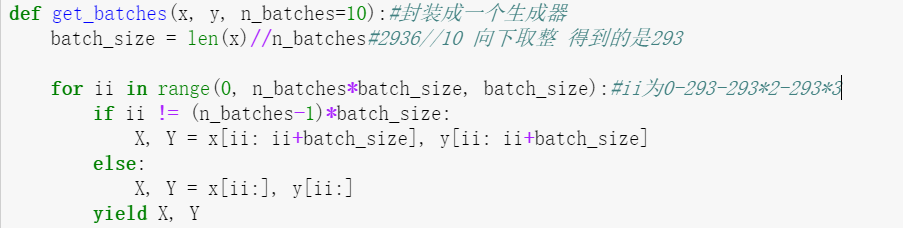 def get_batches(x, y, n_batches=10):#封装成一个生成器
    batch_size = len(x)//n_batches#2936//10 向下取整 得到的是293
    for ii in range(0, n_batches*batch_size, batch_size):#ii为0-293-293*2-293*3
        if ii != (n_batches-1)*batch_size:
            X, Y = x[ii: ii+batch_size], y[ii: ii+batch_size]
        else:
            X, Y = x[ii:], y[ii:]
        yield X, Y